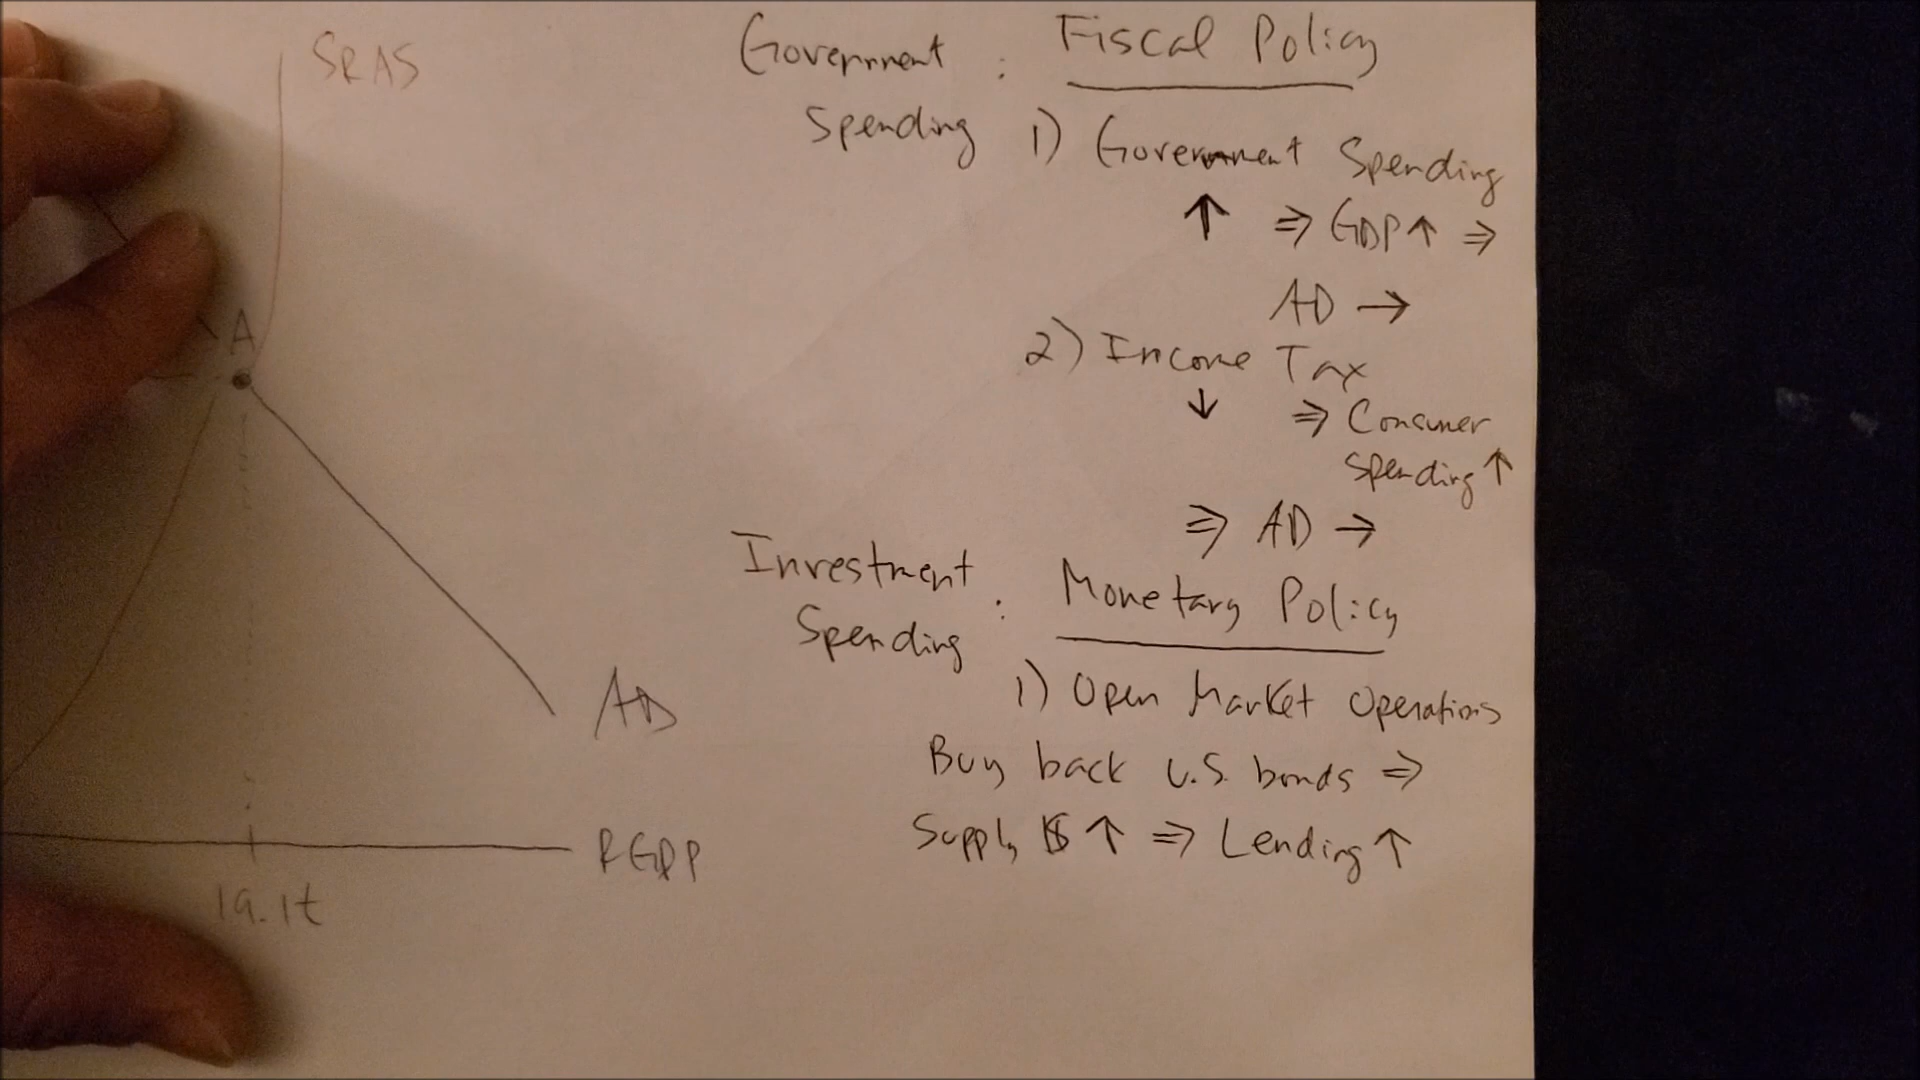 SRAS
A
AD
RGDP
19.1t
Government : Fiscal Policy
Spending 1) Government Spending
↑ ⇒ GDP↑ ⇒
AD →
2) Income Tax
↓ ⇒ Consumer
spending ↑
⇒ AD →
Investment : Monetary Policy
Spending
1) Open Market Operations
Buy back U.S. bonds ⇒
Supply $ ↑ ⇒ Lending ↑